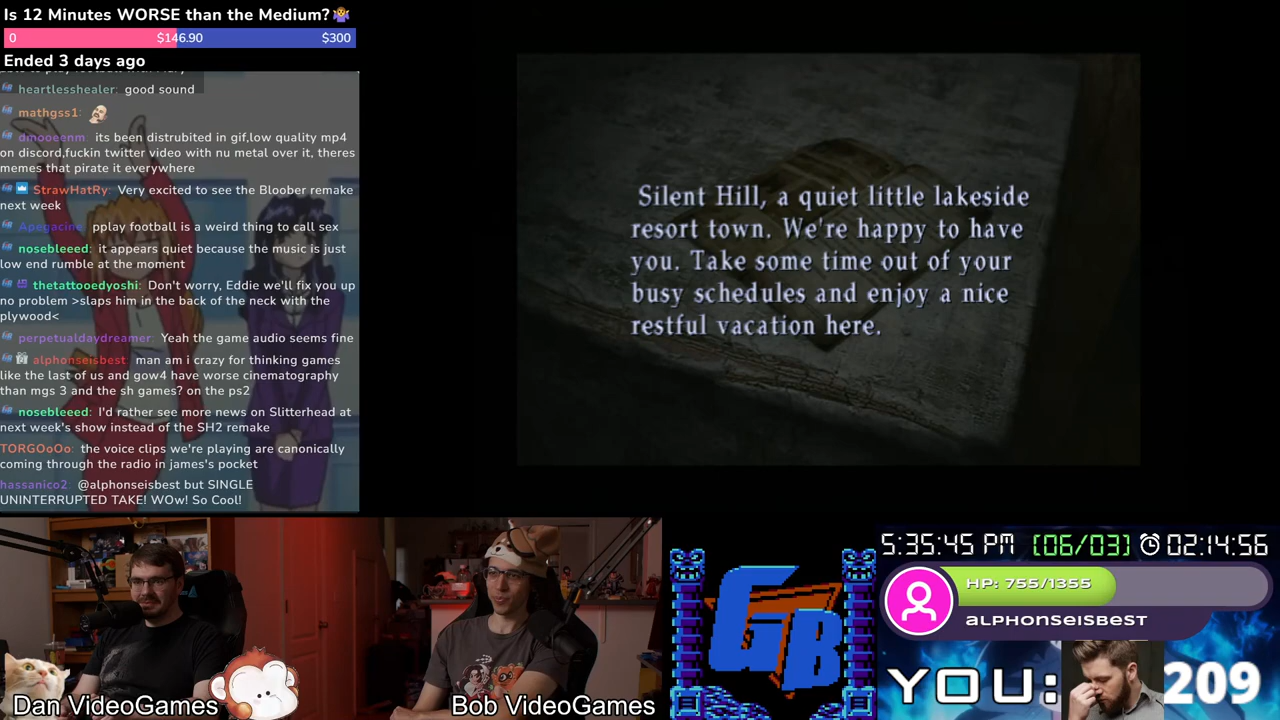 Is 12 Minutes WORSE than the Medium?🤷
0 $146.90 $300
Ended 3 days ago
heartlesshealer: good sound
mathgss1:
dmooeenm: its been distrubited in gif,low quality mp4
on discord,fuckin twitter video with nu metal over it, theres
memes that pirate it everywhere
StrawHatRy: Very excited to see the Bloober remake
next week
Apegacine: pplay football is a weird thing to call sex
nosebleeed: it appears quiet because the music is just
low end rumble at the moment
thetattooedyoshi: Don't worry, Eddie we'll fix you up
no problem >slaps him in the back of the neck with the
plywood<
perpetualdaydreamer: Yeah the game audio seems fine
alphonseisbest: man am i crazy for thinking games
like the last of us and gow4 have worse cinematography
than mgs 3 and the sh games? on the ps2
nosebleeed: I'd rather see more news on Slitterhead at
next week's show instead of the SH2 remake
TORGOoOo: the voice clips we're playing are canonically
coming through the radio in james's pocket
hassanico2: @alphonseisbest but SINGLE
UNINTERRUPTED TAKE! WOw! So Cool!
Silent Hill, a quiet little lakeside
resort town. We're happy to have
you. Take some time out of your
busy schedules and enjoy a nice
restful vacation here.
Dan VideoGames
Bob VideoGames
GB
5:35:45 PM [06/03] 02:14:56
HP: 755/1355
aLPHONSeISBeST
YOU: 209